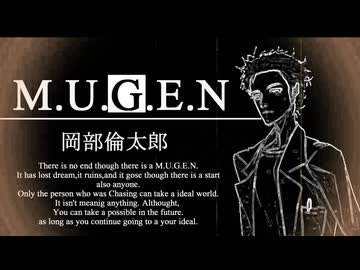 M.U.G.E.N
岡部倫太郎
There is no end though there is a M.U.G.E.N.
It has lost dream,it ruins,and it gose though there is a start
also anyone.
Only the person who was Chasing can take a ideal world.
It isn't meanig anything. Althought,
You can take a possible in the future.
as long as you continue going to a your ideal.